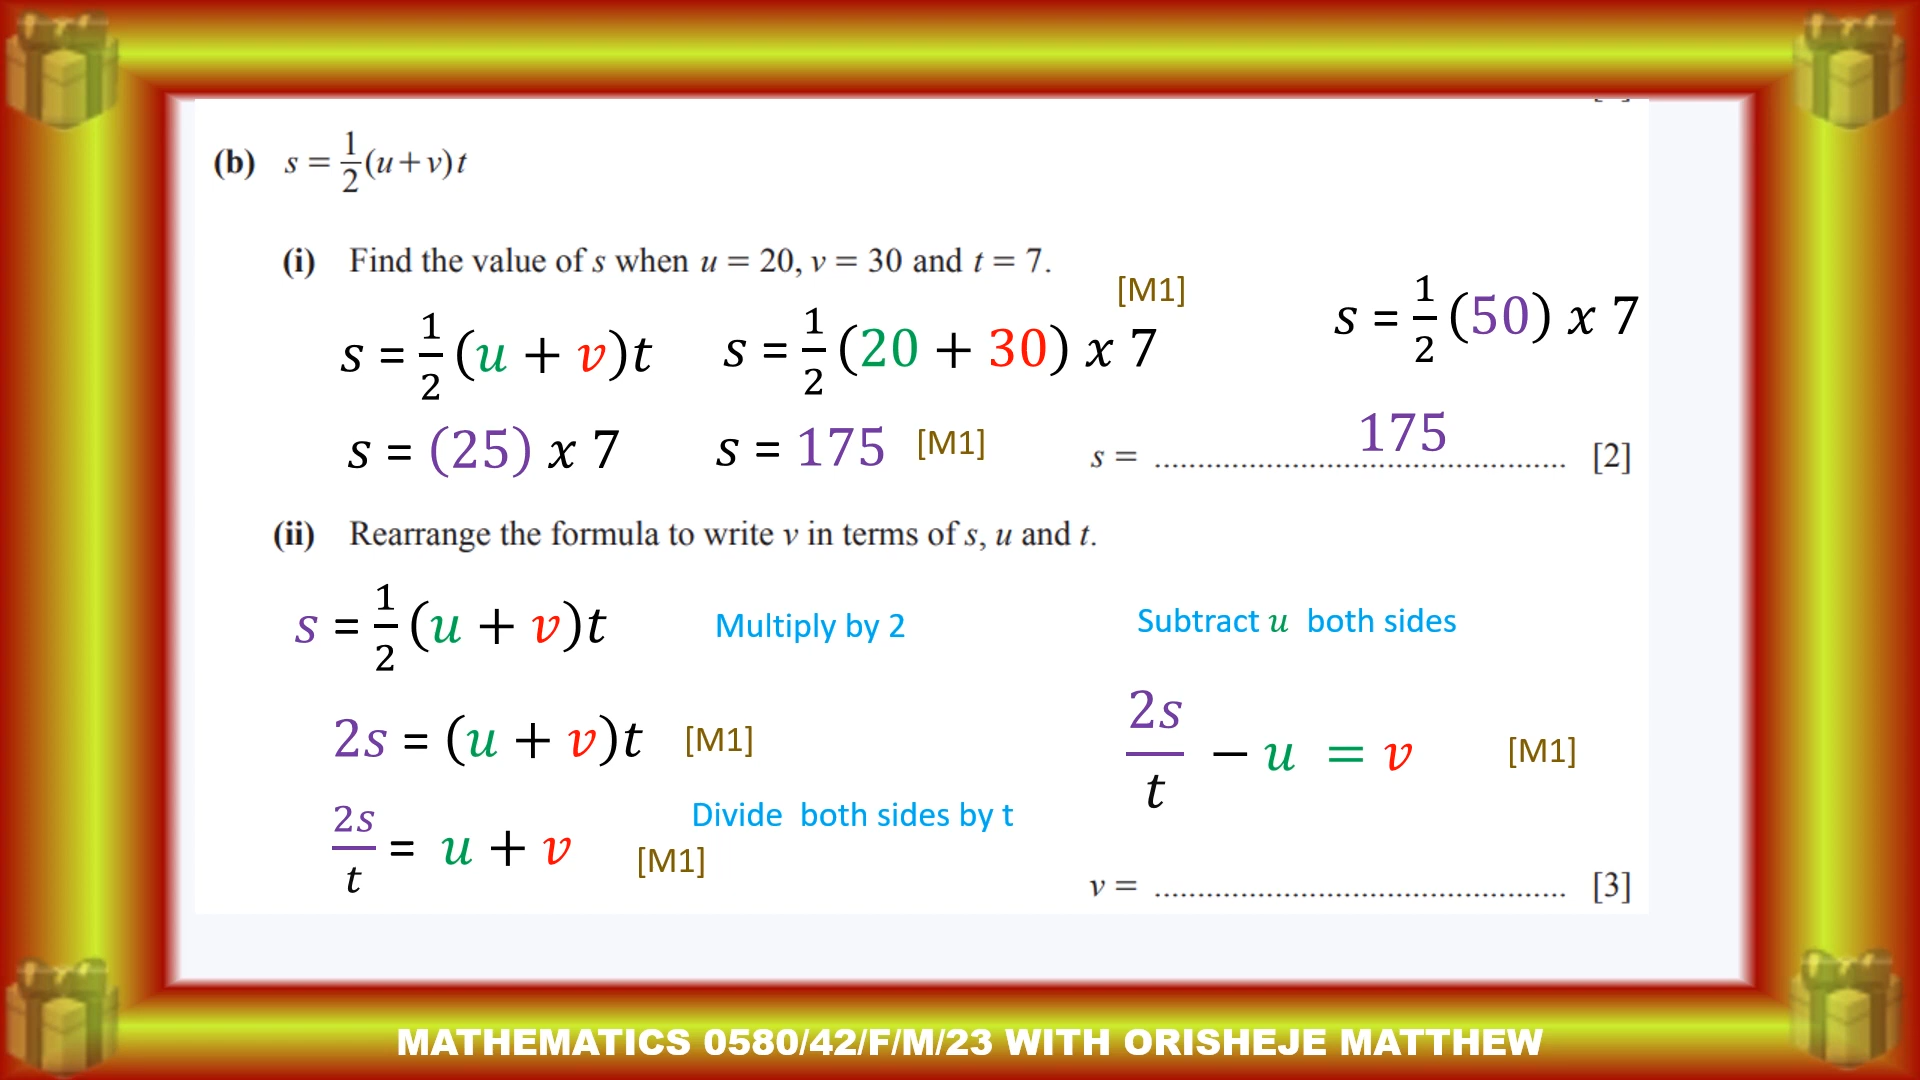 (b) s = 1/2 (u + v) t
(i) Find the value of s when u = 20, v = 30 and t = 7.
s = 1/2 (u + v)t
s = 1/2 (20 + 30) x 7 [M1]
s = 1/2 (50) x 7
s = (25) x 7
s = 175 [M1]
s = 175 [2]
(ii) Rearrange the formula to write v in terms of s, u and t.
s = 1/2 (u + v)t
Multiply by 2
2s = (u + v)t [M1]
Divide both sides by t
2s/t = u + v [M1]
Subtract u both sides
2s/t − u = v [M1]
v = ................................................ [3]
MATHEMATICS 0580/42/F/M/23 WITH ORISHEJE MATTHEW